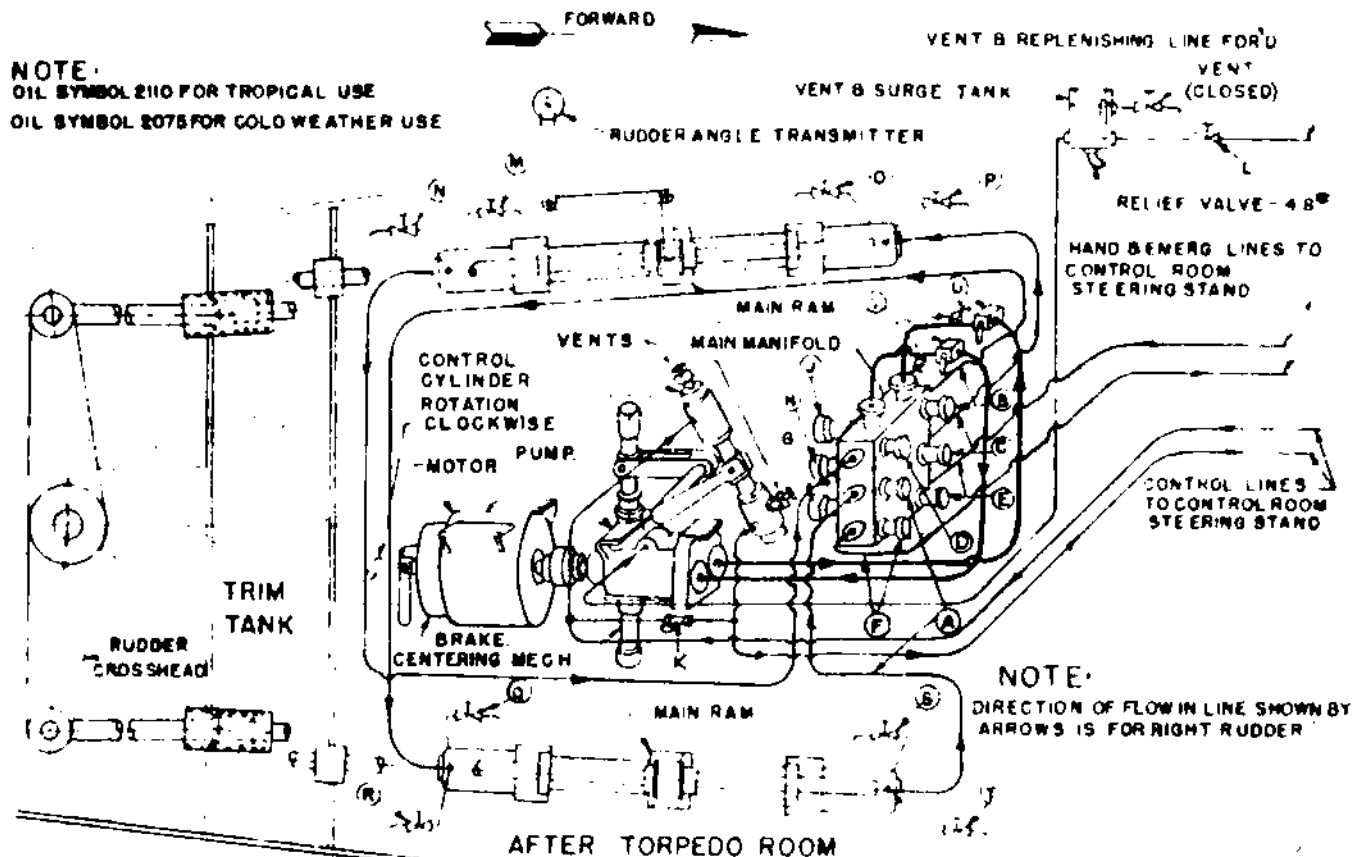 FORWARD
VENT & REPLENISHING LINE FOR'D
NOTE:
OIL SYMBOL 2110 FOR TROPICAL USE
OIL SYMBOL 2075 FOR COLD WEATHER USE
VENT & SURGE TANK
VENT
(CLOSED)
RUDDER ANGLE TRANSMITTER
M
N
O
P
L
RELIEF VALVE - 48#
HAND & EMERG LINES TO
CONTROL ROOM
STEERING STAND
MAIN RAM
VENTS
MAIN MANIFOLD
CONTROL
CYLINDER
ROTATION
CLOCKWISE
PUMP
MOTOR
J
H
G
B
C
E
D
F
A
CONTROL LINES
TO CONTROL ROOM
STEERING STAND
TRIM
TANK
BRAKE
CENTERING MECH
K
RUDDER
CROSSHEAD
Q
MAIN RAM
S
NOTE:
DIRECTION OF FLOW IN LINE SHOWN BY
ARROWS IS FOR RIGHT RUDDER
R
AFTER TORPEDO ROOM